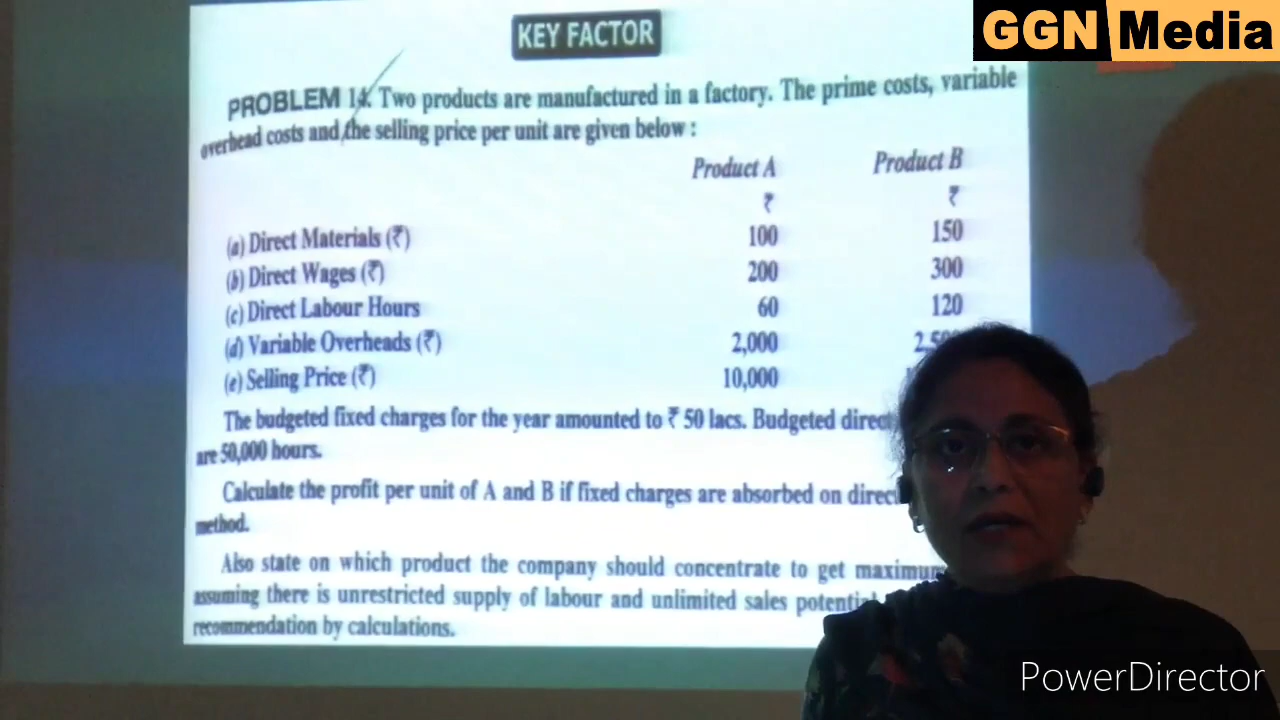 GGN Media
KEY FACTOR
PROBLEM 14. Two products are manufactured in a factory. The prime costs, variable
overhead costs and the selling price per unit are given below :
Product A Product B
₹ ₹
(a) Direct Materials (₹) 100 150
(b) Direct Wages (₹) 200 300
(c) Direct Labour Hours 60 120
(d) Variable Overheads (₹) 2,000
(e) Selling Price (₹) 10,000
The budgeted fixed charges for the year amounted to ₹ 50 lacs. Budgeted direct
are 50,000 hours.
Calculate the profit per unit of A and B if fixed charges are absorbed on direct
method.
Also state on which product the company should concentrate to get
assuming there is unrestricted supply of labour and unlimited sales
recommendation by calculations.
PowerDirector